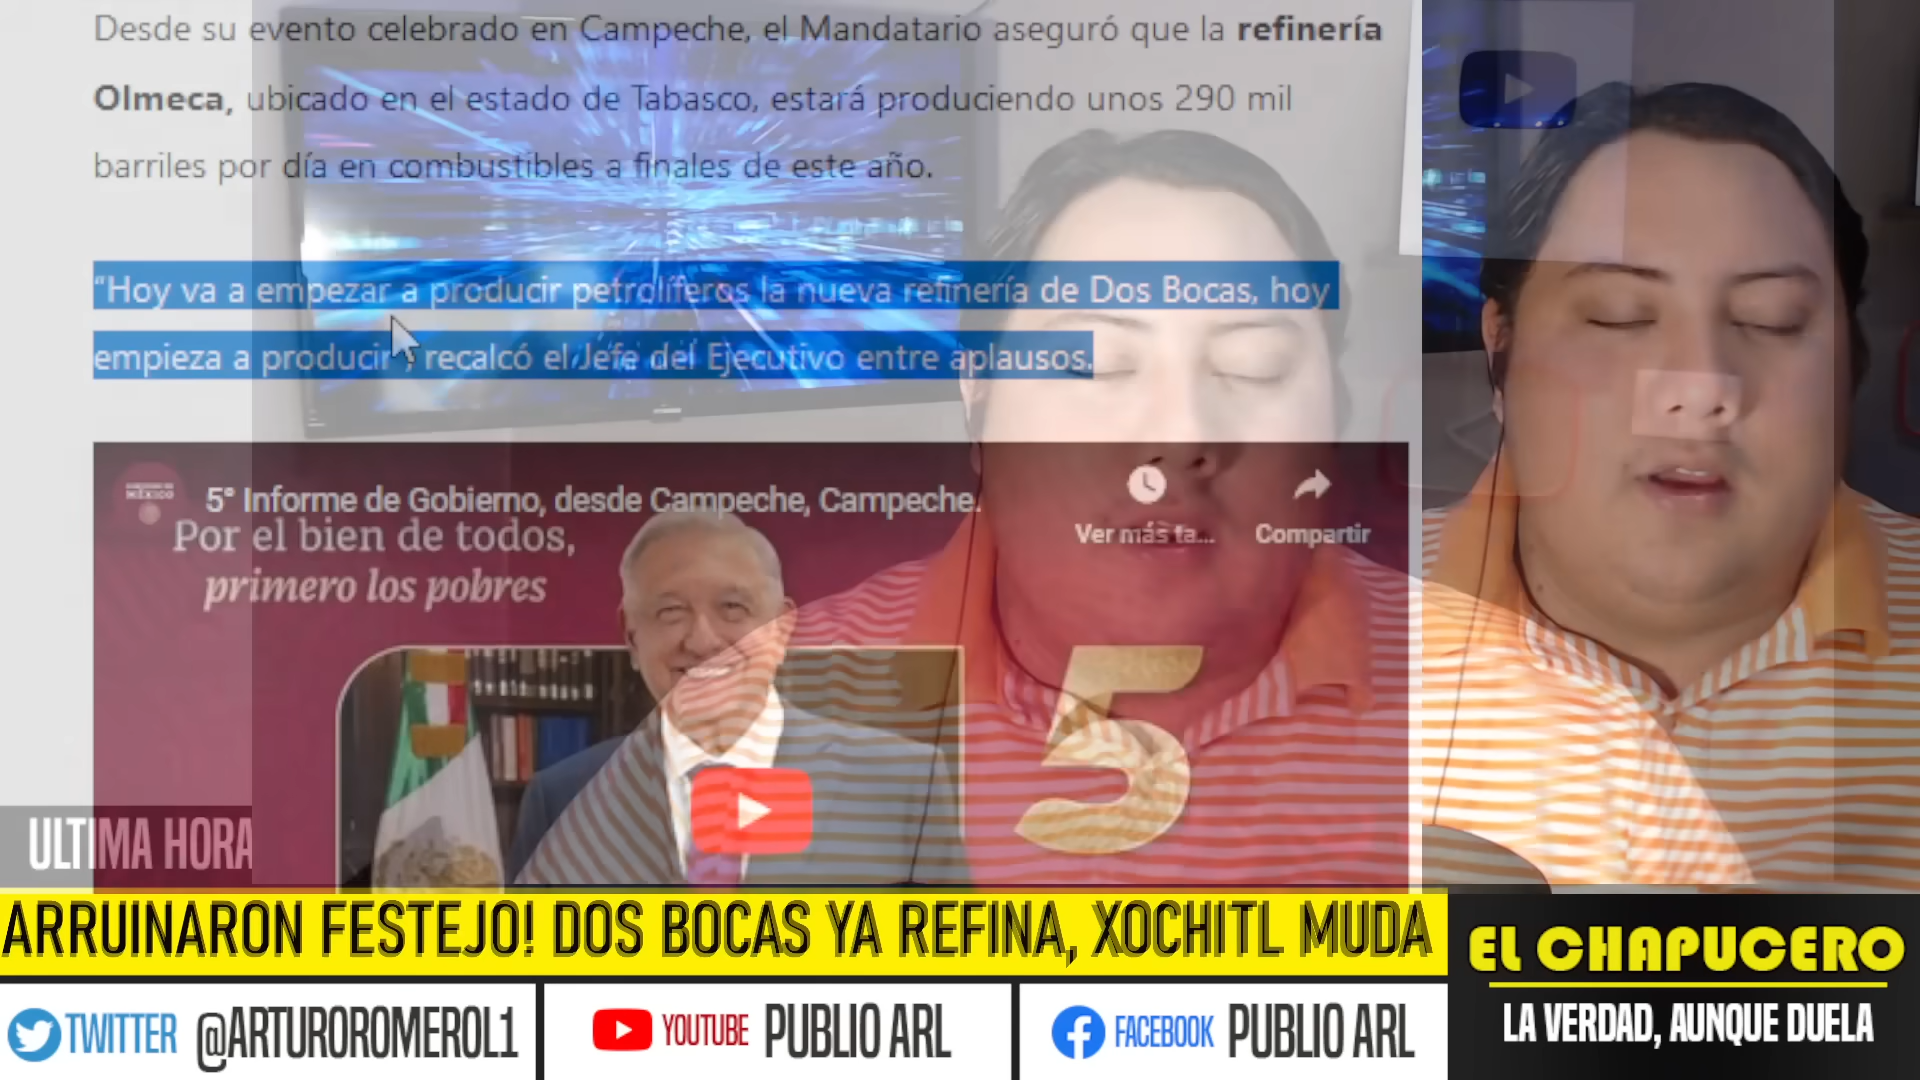 Desde su evento celebrado en Campeche, el Mandatario aseguró que la refinería
Olmeca, ubicado en el estado de Tabasco, estará produciendo unos 290 mil
barriles por día en combustibles a finales de este año.
“Hoy va a empezar a producir petrolíferos la nueva refinería de Dos Bocas, hoy
empieza a producir”, recalcó el Jefe del Ejecutivo entre aplausos.
MÉXICO
5° Informe de Gobierno, desde Campeche, Campeche.
Ver más ta...
Compartir
Por el bien de todos,
primero los pobres
5
ULTIMA HORA
ARRUINARON FESTEJO! DOS BOCAS YA REFINA, XOCHITL MUDA
EL CHAPUCERO
LA VERDAD, AUNQUE DUELA
TWITTER @ARTUROROMEROL1
YOUTUBE PUBLIO ARL
FACEBOOK PUBLIO ARL